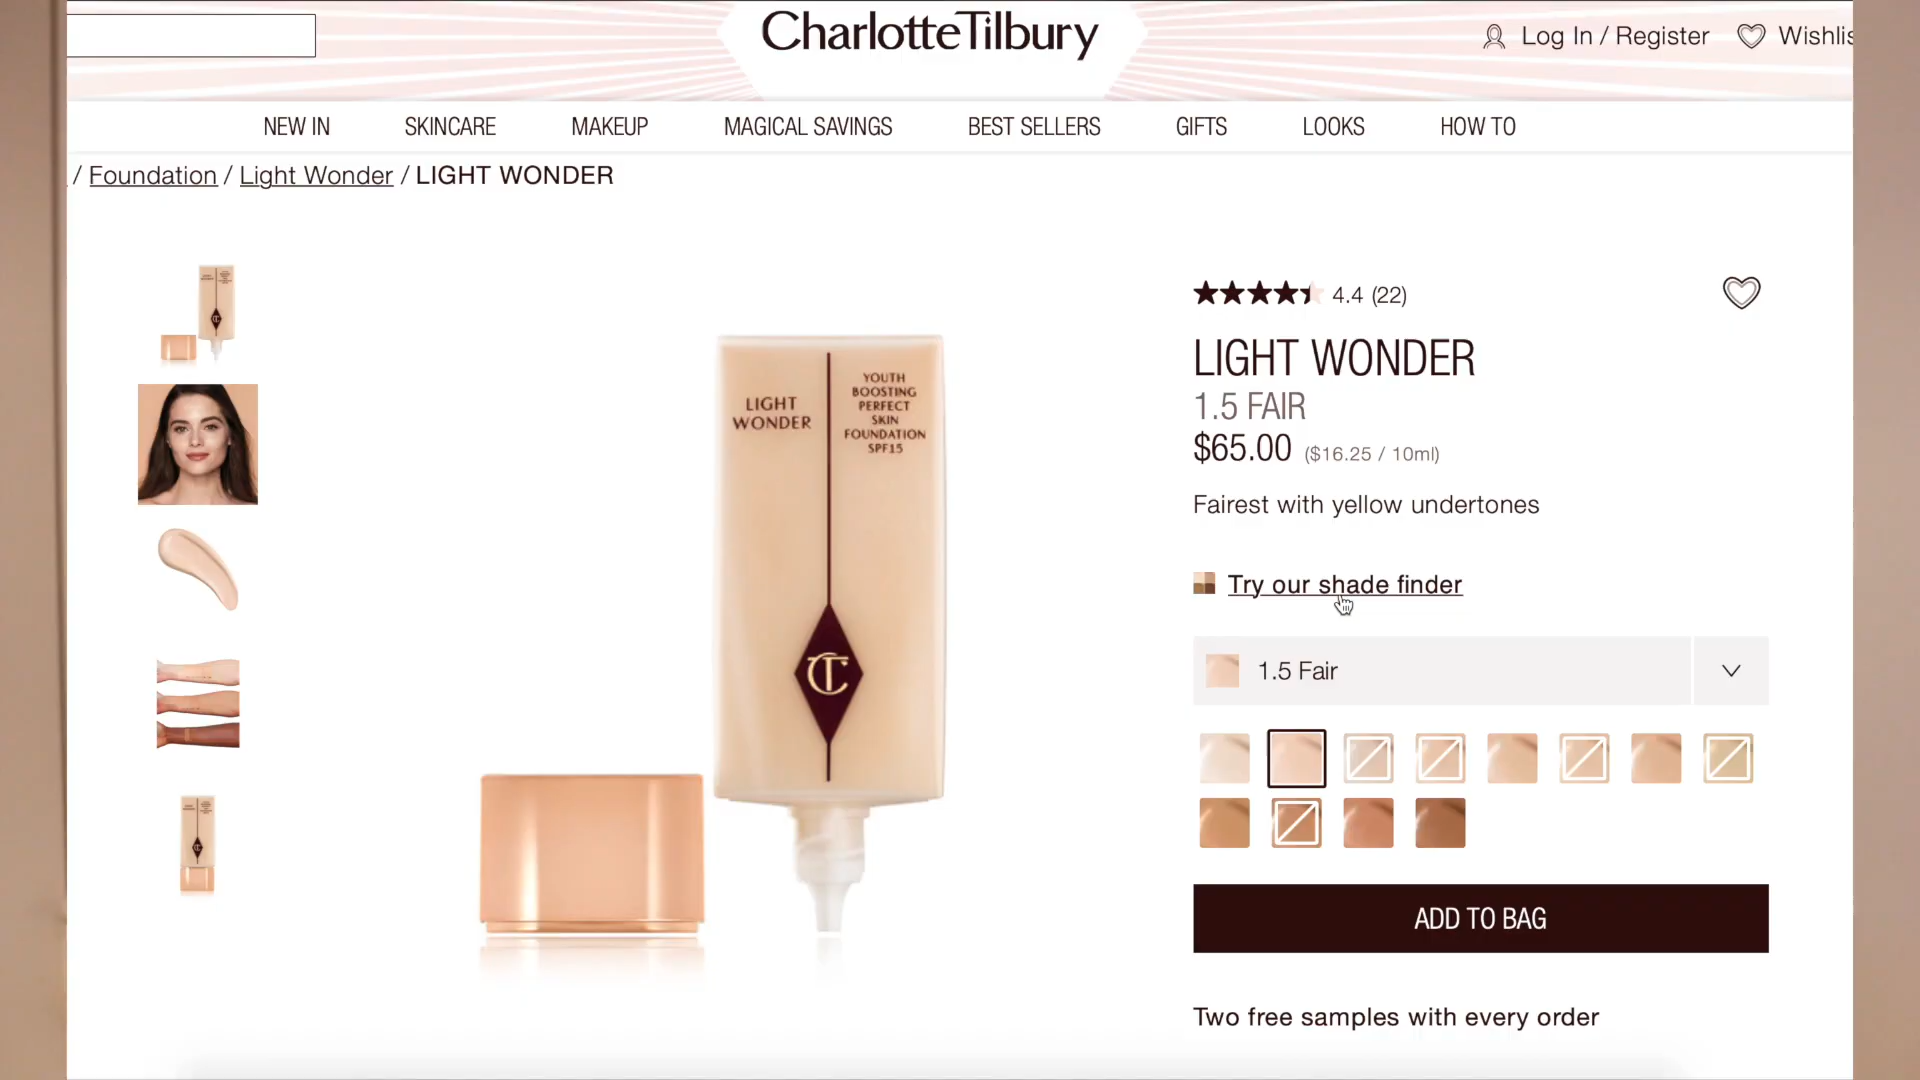 CharlotteTilbury
Log In / Register
Wishlis
NEW IN
SKINCARE
MAKEUP
MAGICAL SAVINGS
BEST SELLERS
GIFTS
LOOKS
HOW TO
/ Foundation / Light Wonder / LIGHT WONDER
4.4 (22)
LIGHT WONDER
1.5 FAIR
$65.00 ($16.25 / 10ml)
Fairest with yellow undertones
Try our shade finder
1.5 Fair
ADD TO BAG
Two free samples with every order
LIGHT
WONDER
YOUTH
BOOSTING
PERFECT
SKIN
FOUNDATION
SPF15
CT